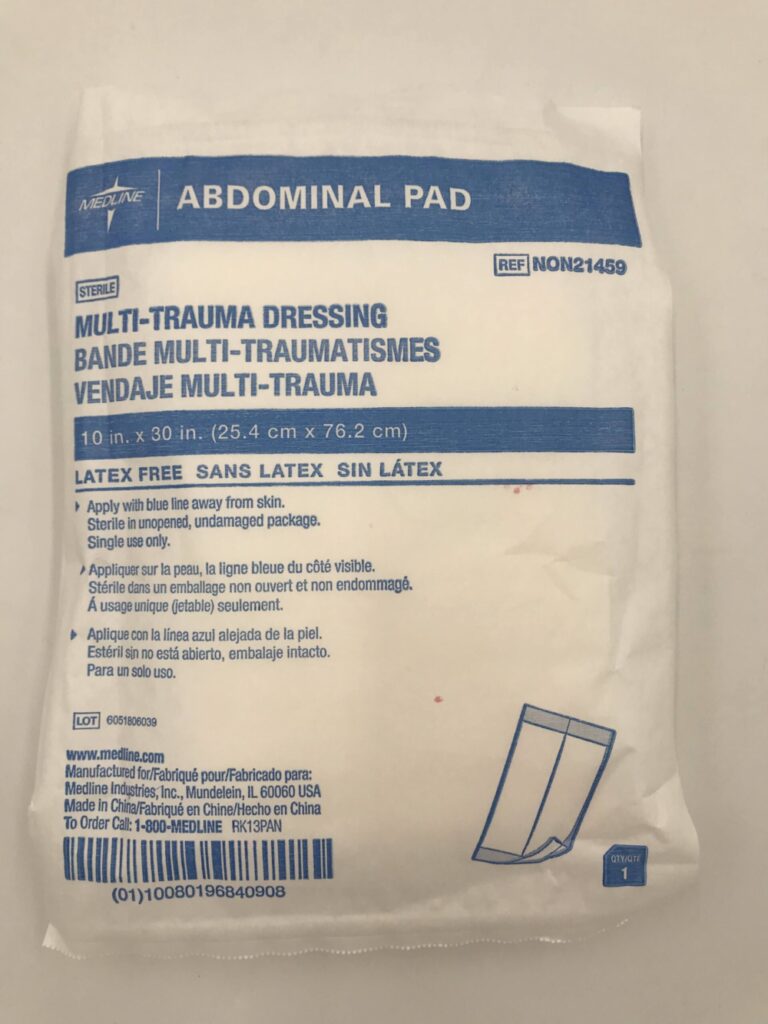 MEDLINE
ABDOMINAL PAD
REF NON21459
STERILE
MULTI-TRAUMA DRESSING
BANDE MULTI-TRAUMATISMES
VENDAJE MULTI-TRAUMA
10 in. x 30 in. (25.4 cm x 76.2 cm)
LATEX FREE SANS LATEX SIN LÁTEX
Apply with blue line away from skin.
Sterile in unopened, undamaged package.
Single use only.
Appliquer sur la peau, la ligne bleue du côté visible.
Stérile dans un emballage non ouvert et non endommagé.
Á usage unique (jetable) seulement.
Aplique con la línea azul alejada de la piel.
Estéril sin no está abierto, embalaje intacto.
Para un solo uso.
LOT 6051806039
www.medline.com
Manufactured for/Fabriqué pour/Fabricado para:
Medline Industries, Inc., Mundelein, IL 60060 USA
Made in China/Fabriqué en Chine/Hecho en China
To Order Call: 1-800-MEDLINE RK13PAN
(01)10080196840908
QTY/QTÉ
1